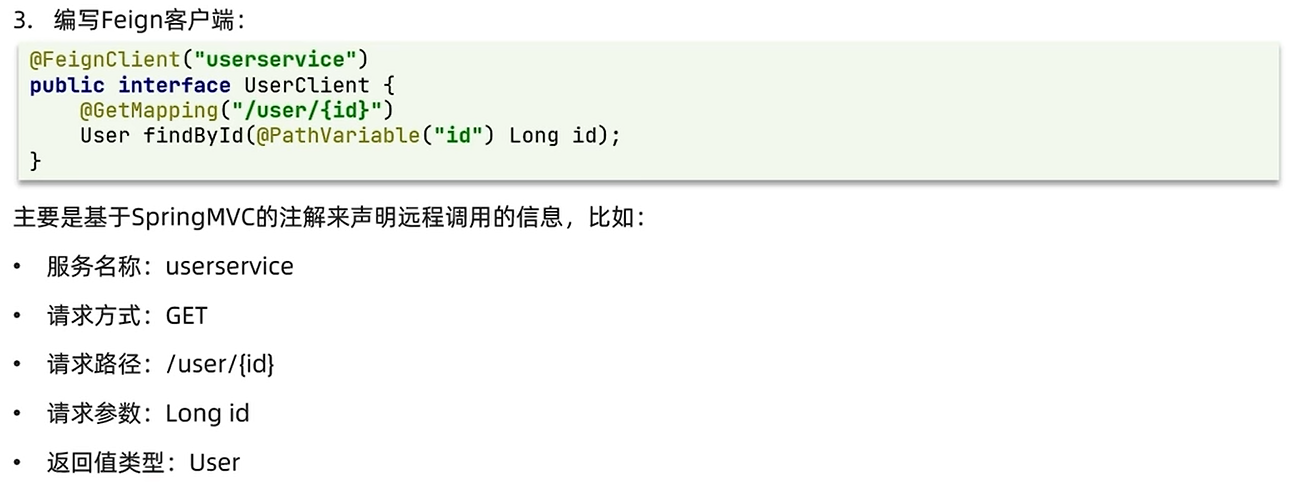 3. 编写Feign客户端：
@FeignClient("userservice")
public interface UserClient {
    @GetMapping("/user/{id}")
    User findById(@PathVariable("id") Long id);
}
主要是基于SpringMVC的注解来声明远程调用的信息，比如：
• 服务名称：userservice
• 请求方式：GET
• 请求路径：/user/{id}
• 请求参数：Long id
• 返回值类型：User